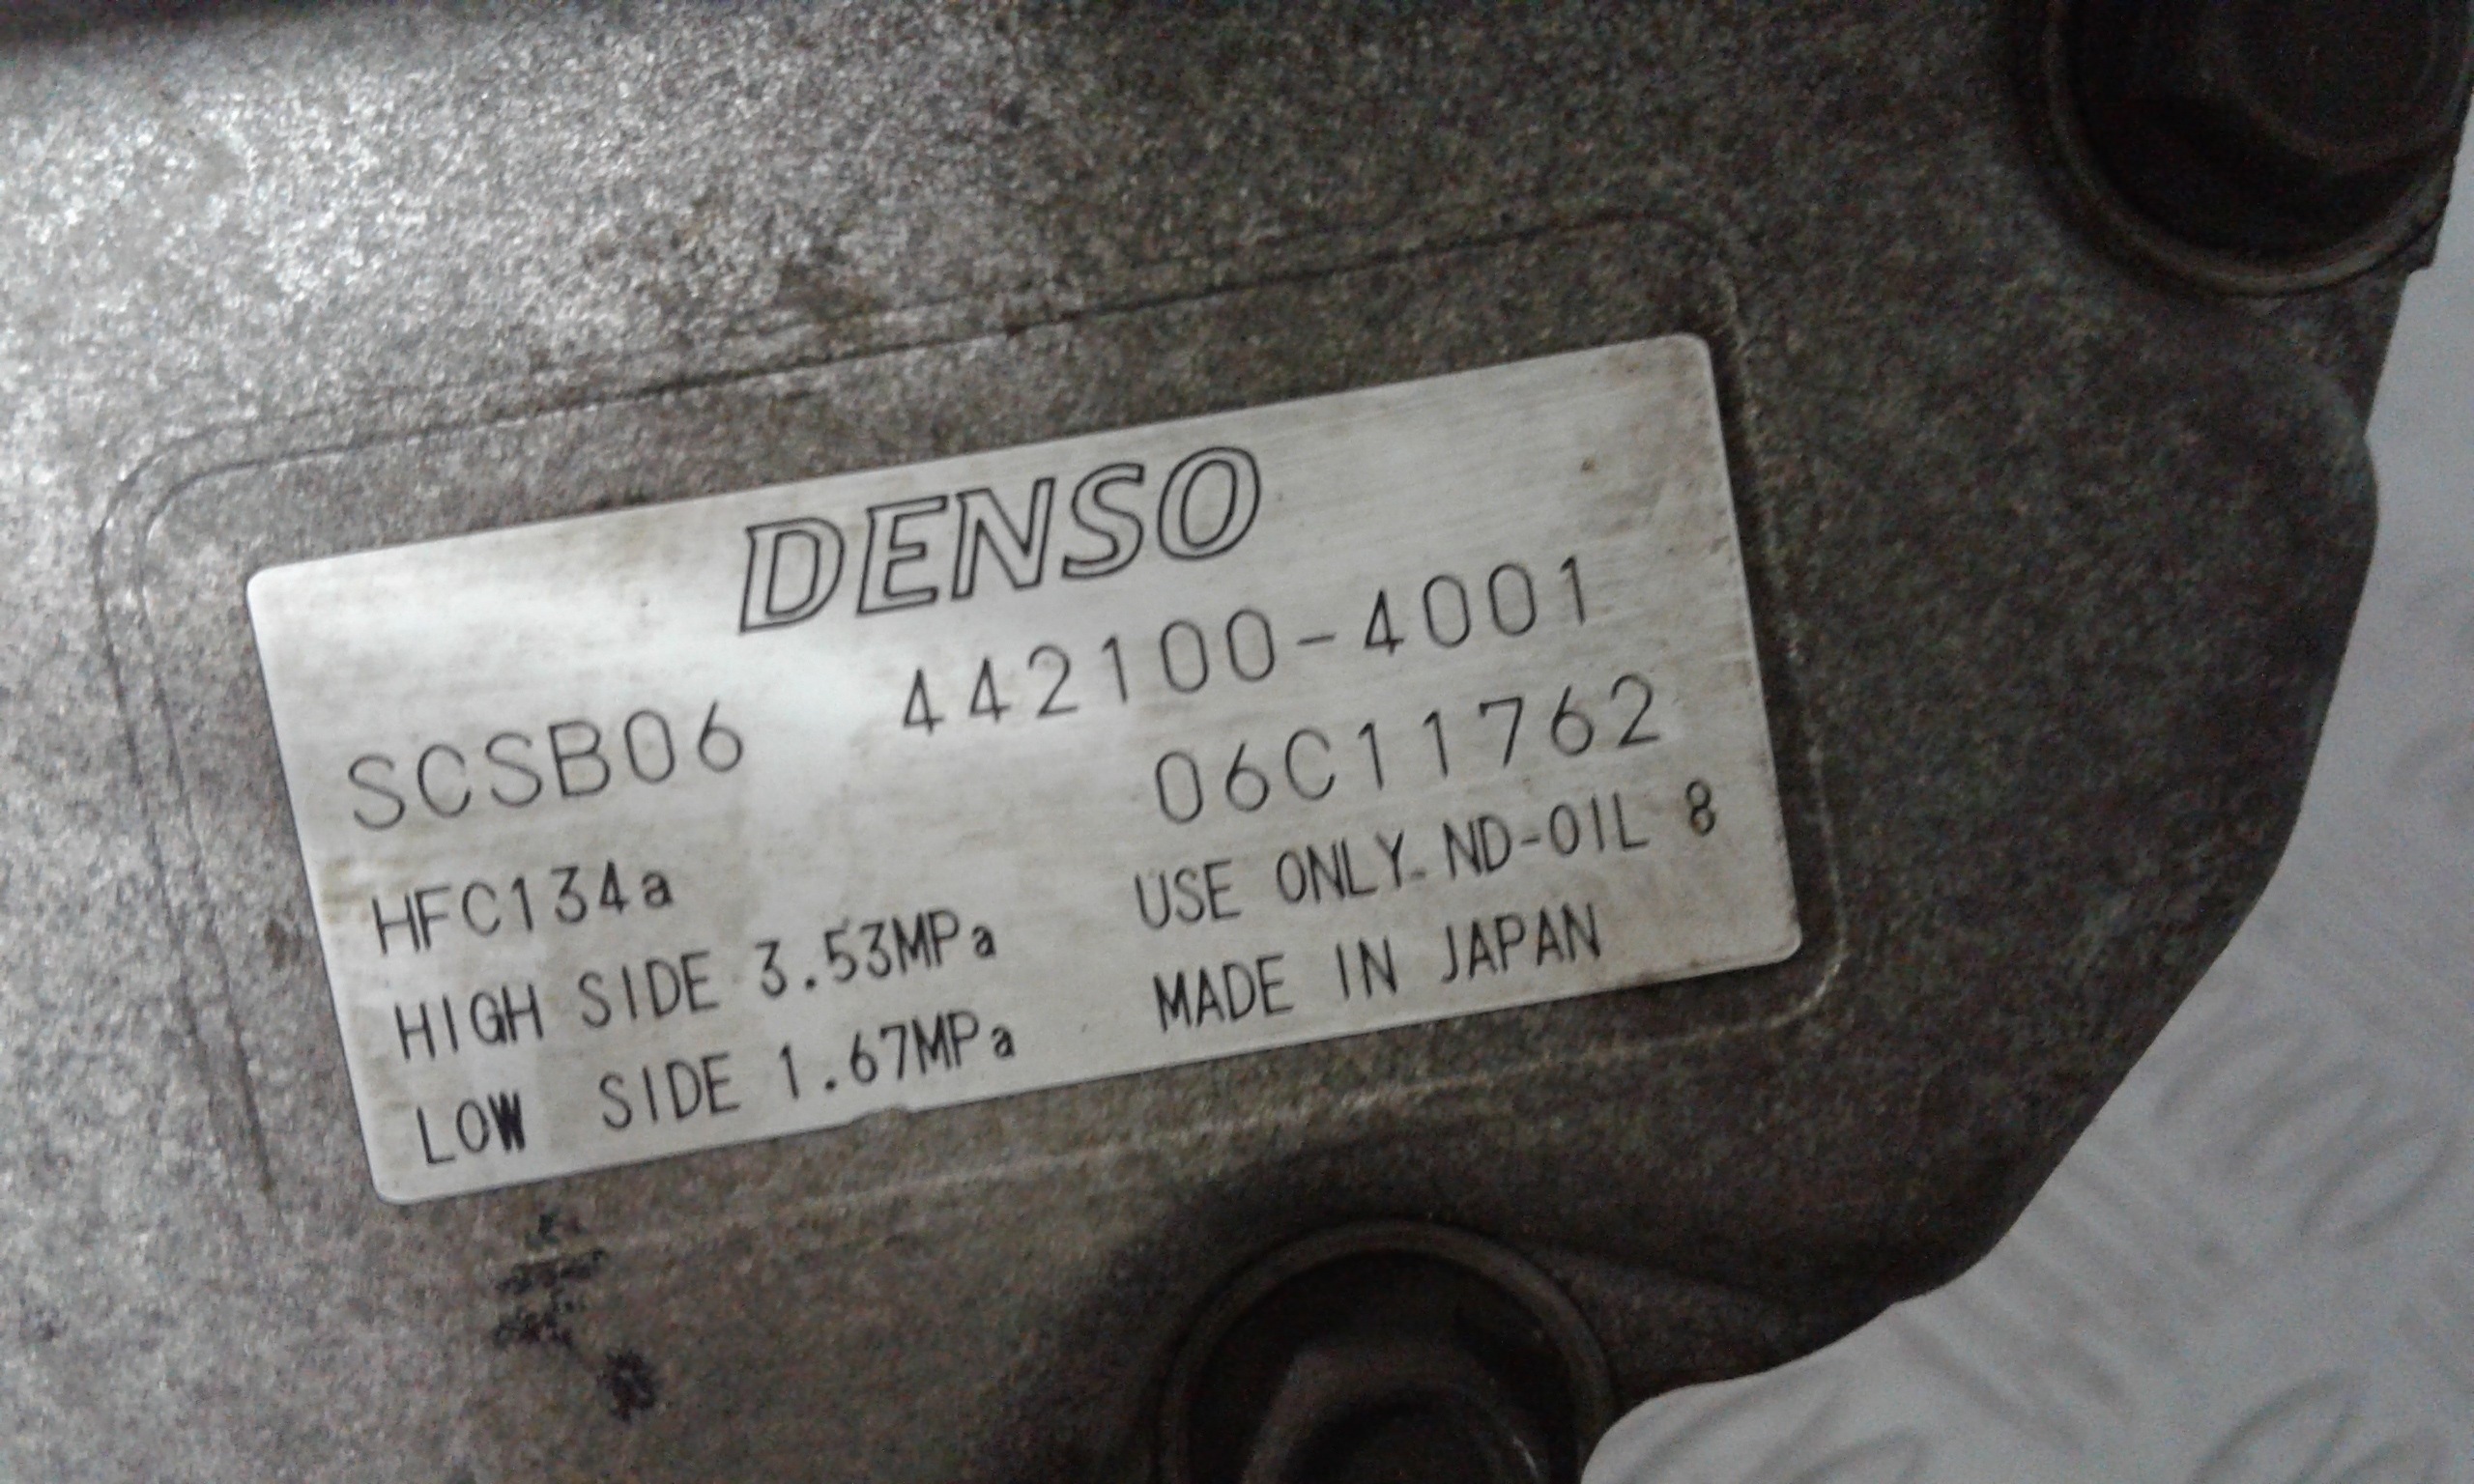 DENSO
SCSB06 442100-4001
06C11762
HFC134a USE ONLY ND-OIL 8
HIGH SIDE 3.53MPa MADE IN JAPAN
LOW SIDE 1.67MPa